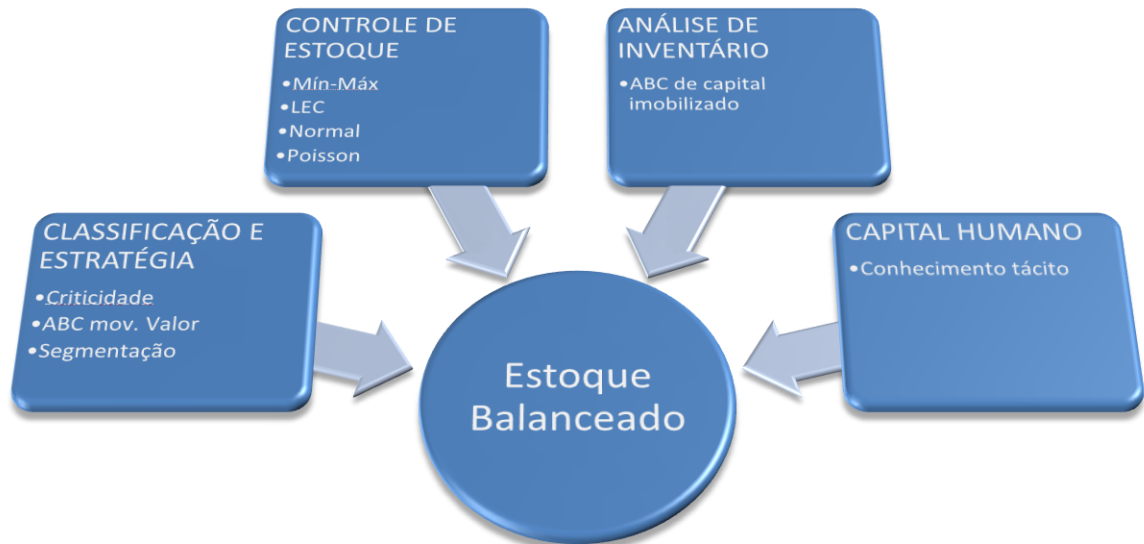 CONTROLE DE
ESTOQUE
•Mín-Máx
•LEC
•Normal
•Poisson
ANÁLISE DE
INVENTÁRIO
•ABC de capital
imobilizado
CLASSIFICAÇÃO E
ESTRATÉGIA
•Criticidade
•ABC mov. Valor
•Segmentação
CAPITAL HUMANO
•Conhecimento tácito
Estoque
Balanceado